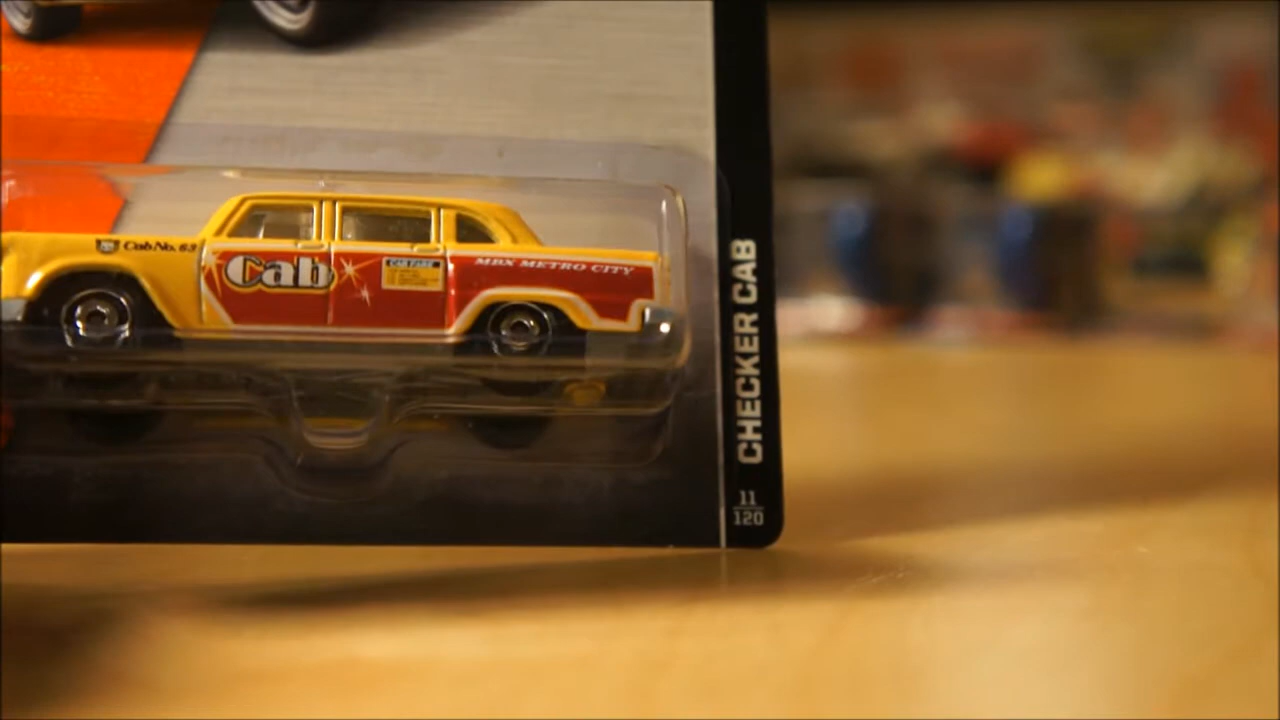 Cab No. 63
Cab
CAB FARE
MBX METRO CITY
CHECKER CAB
11
120